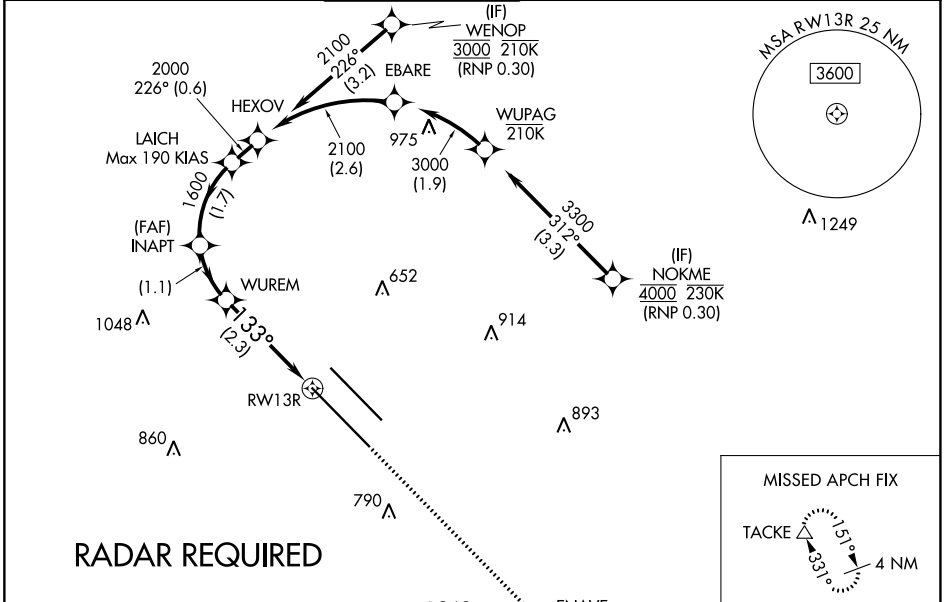 (IF)
WENOP
3000 210K
(RNP 0.30)
2100
226°
(3.2)
2000
226° (0.6)
HEXOV
EBARE
LAICH
Max 190 KIAS
975
2100
(2.6)
3000
(1.9)
WUPAG
210K
MSA RW13R 25 NM
3600
1249
1600
(1.7)
(FAF)
INAPT
(1.1)
WUREM
3300
312°
(3.3)
(IF)
NOKME
4000 230K
(RNP 0.30)
652
914
1048
133°
(2.3)
RW13R
893
860
790
RADAR REQUIRED
MISSED APCH FIX
TACKE
151°
331°
4 NM